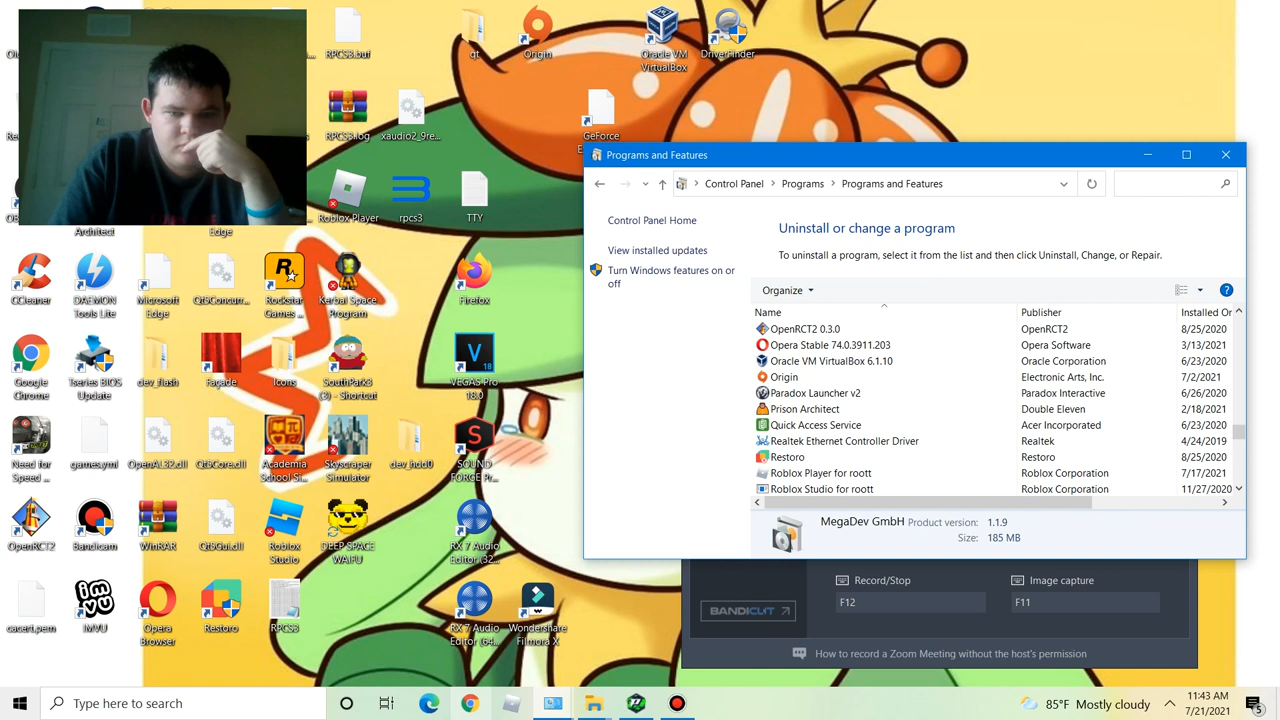 RPCS3.buf
qt
Origin
Oracle VM
VirtualBox
DriverFinder
RPCS3.log
xaudio2_9re...
GeForce
Roblox Player
rpcs3
TTY
Architect
Edge
Programs and Features
Control Panel
Programs
Programs and Features
Control Panel Home
View installed updates
Turn Windows features on or
off
Uninstall or change a program
To uninstall a program, select it from the list and then click Uninstall, Change, or Repair.
Organize
Name
Publisher
Installed On
OpenRCT2 0.3.0
OpenRCT2
8/25/2020
Opera Stable 74.0.3911.203
Opera Software
3/13/2021
Oracle VM VirtualBox 6.1.10
Oracle Corporation
6/23/2020
Origin
Electronic Arts, Inc.
7/2/2021
Paradox Launcher v2
Paradox Interactive
6/26/2020
Prison Architect
Double Eleven
2/18/2021
Quick Access Service
Acer Incorporated
6/23/2020
Realtek Ethernet Controller Driver
Realtek
4/24/2019
Restoro
Restoro
8/25/2020
Roblox Player for roott
Roblox Corporation
7/17/2021
Roblox Studio for roott
Roblox Corporation
11/27/2020
MegaDev GmbH
Product version:
1.1.9
Size:
185 MB
CCleaner
DAEMON
Tools Lite
Microsoft
Edge
Qt5Concurr...
Rockstar
Games ...
Kerbal Space
Program
Firefox
Google
Chrome
Tseries BIOS
Update
dev_flash
Façade
Icons
SouthPark3
(3) - Shortcut
18
VEGAS Pro
18.0
Need for
Speed ...
games.yml
OpenAL32.dll
Qt5Core.dll
Academia
School Si...
Skyscraper
Simulator
dev_hdd0
SOUND
FORCE Pr...
OpenRCT2
Bandicam
WinRAR
Qt5Gui.dll
Roblox
Studio
DEEP SPACE
WAIFU
RX 7 Audio
Editor (32...
cacert.pem
IMVU
IMVU
Opera
Browser
Restoro
RPCS3
RX 7 Audio
Editor (64...
Wondershare
Filmora X
Record/Stop
F12
Image capture
F11
BANDICUT
How to record a Zoom Meeting without the host's permission
Type here to search
85°F Mostly cloudy
11:43 AM
7/21/2021
5